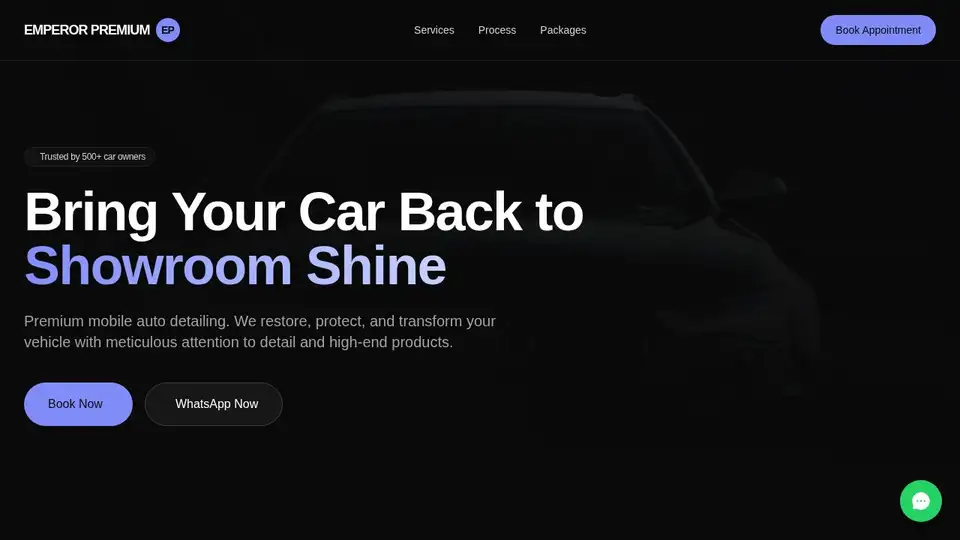 EMPEROR PREMIUM EP
Services Process Packages
Book Appointment
Trusted by 500+ car owners
Bring Your Car Back to
Showroom Shine
Premium mobile auto detailing. We restore, protect, and transform your
vehicle with meticulous attention to detail and high-end products.
Book Now
WhatsApp Now